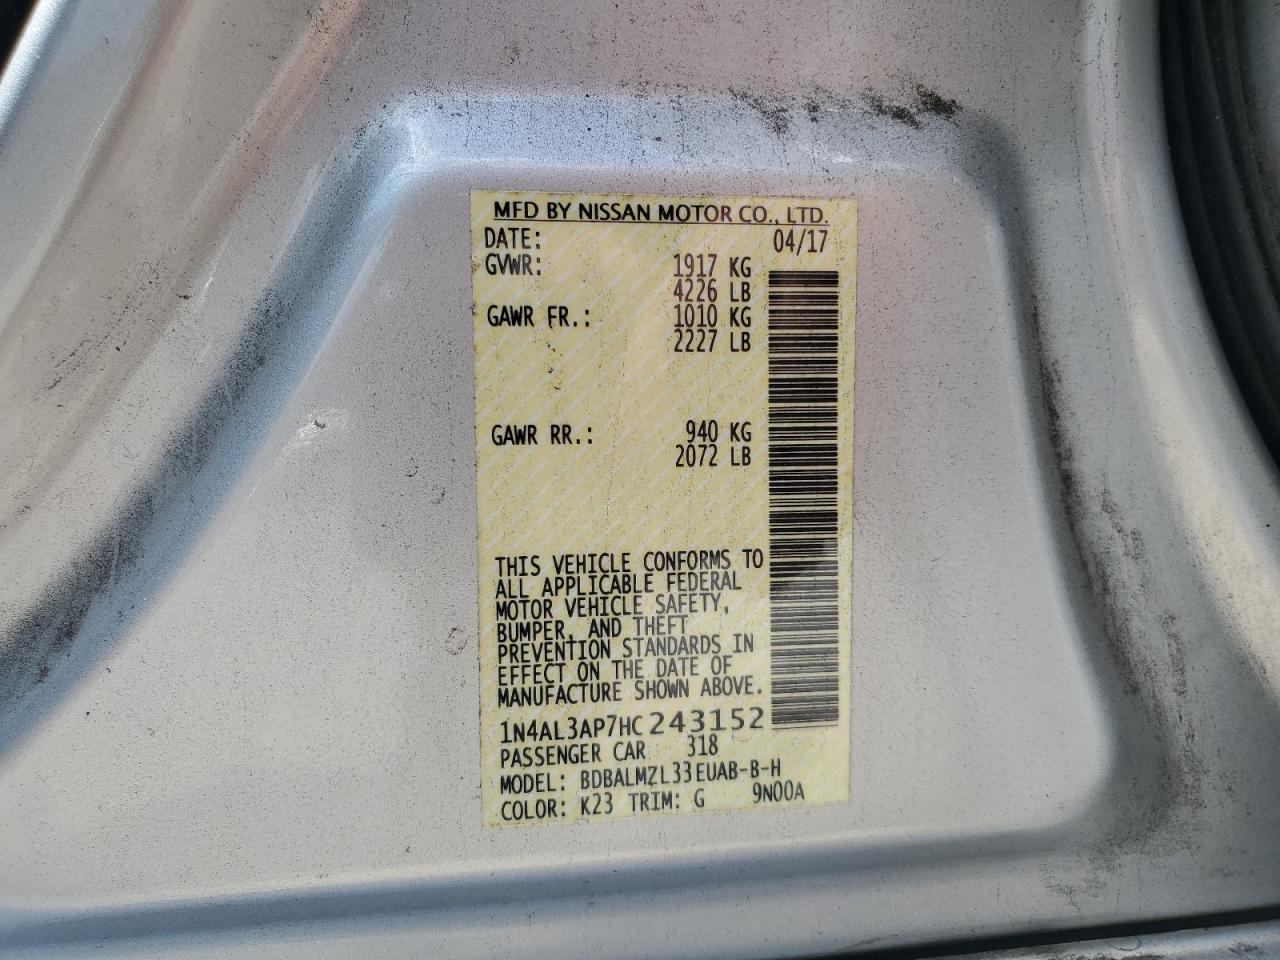 MFD BY NISSAN MOTOR CO., LTD.
DATE: 04/17
GVWR: 1917 KG
4226 LB
GAWR FR.: 1010 KG
2227 LB
GAWR RR.: 940 KG
2072 LB
THIS VEHICLE CONFORMS TO
ALL APPLICABLE FEDERAL
MOTOR VEHICLE SAFETY,
BUMPER, AND THEFT
PREVENTION STANDARDS IN
EFFECT ON THE DATE OF
MANUFACTURE SHOWN ABOVE.
1N4AL3AP7HC243152
PASSENGER CAR 318
MODEL: BDBALMZL33EUAB-B-H
COLOR: K23 TRIM: G 9N00A